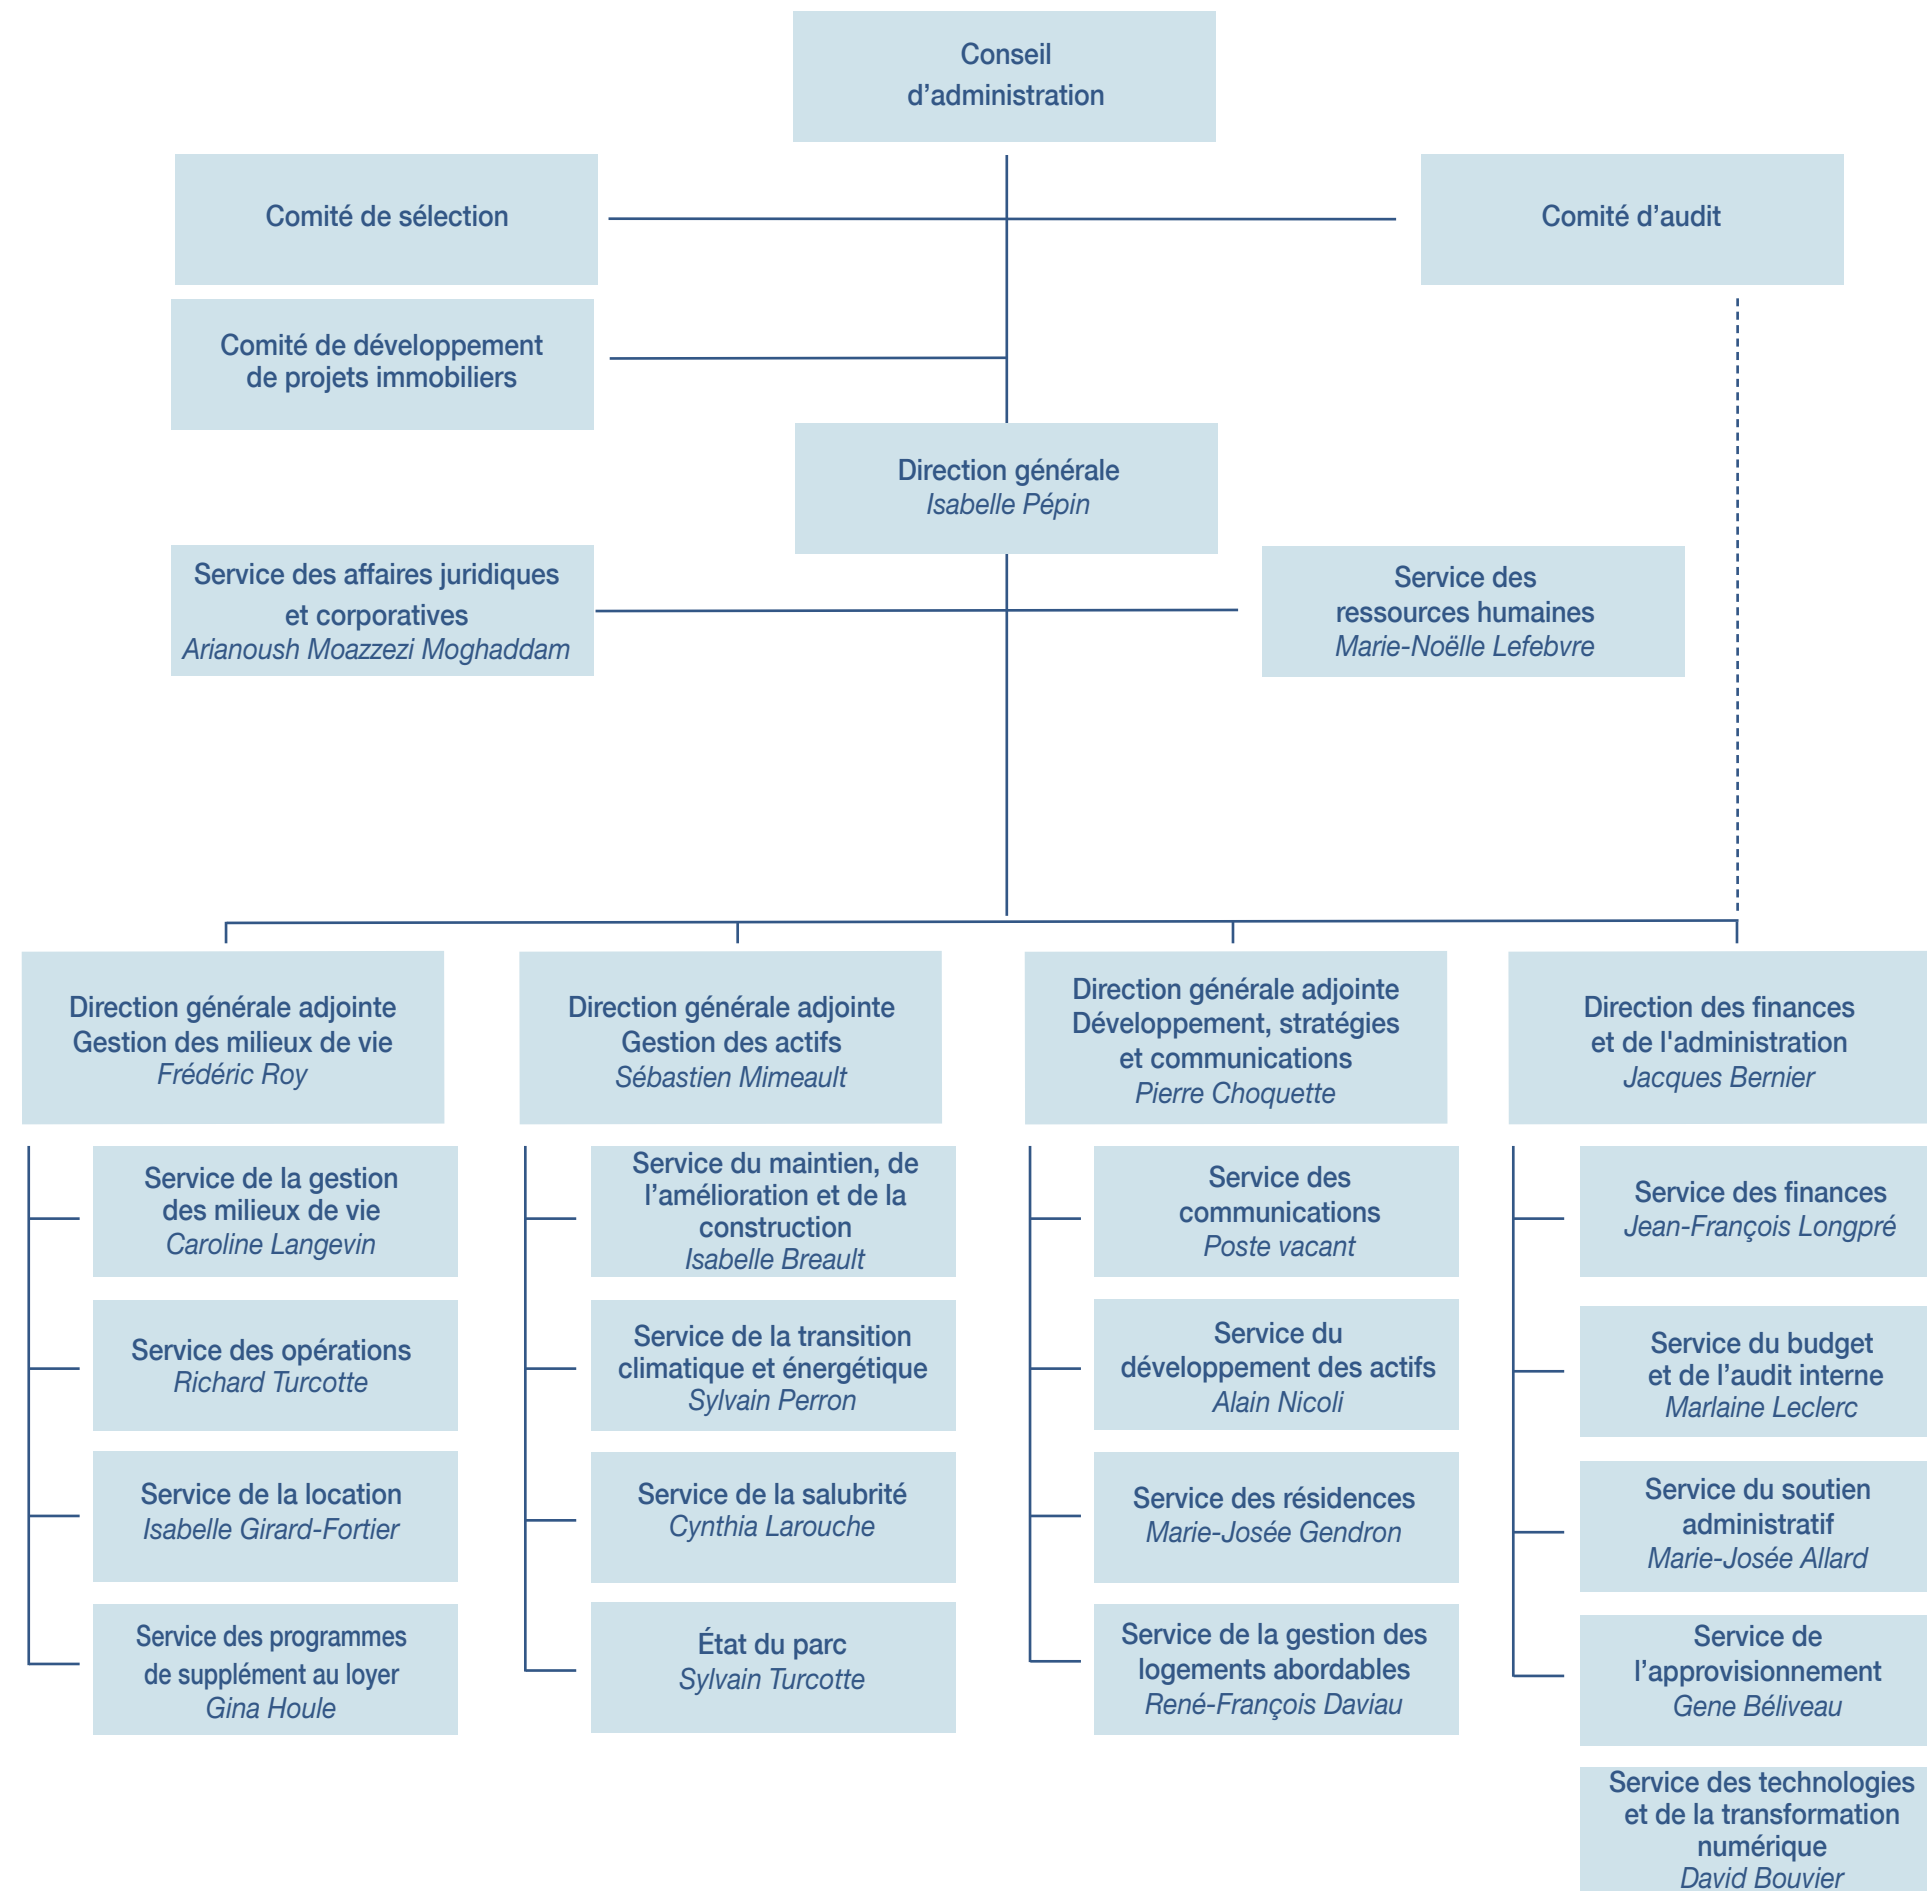 Conseil
d’administration
Comité de sélection
Comité d’audit
Comité de développement
de projets immobiliers
Direction générale
Isabelle Pépin
Service des affaires juridiques
et corporatives
Arianoush Moazzezi Moghaddam
Service des
ressources humaines
Marie-Noëlle Lefebvre
Direction générale adjointe
Gestion des milieux de vie
Frédéric Roy
Direction générale adjointe
Gestion des actifs
Sébastien Mimeault
Direction générale adjointe
Développement, stratégies
et communications
Pierre Choquette
Direction des finances
et de l'administration
Jacques Bernier
Service de la gestion
des milieux de vie
Caroline Langevin
Service des opérations
Richard Turcotte
Service de la location
Isabelle Girard-Fortier
Service des programmes
de supplément au loyer
Gina Houle
Service du maintien, de
l’amélioration et de la
construction
Isabelle Breault
Service de la transition
climatique et énergétique
Sylvain Perron
Service de la salubrité
Cynthia Larouche
État du parc
Sylvain Turcotte
Service des
communications
Poste vacant
Service du
développement des actifs
Alain Nicoli
Service des résidences
Marie-Josée Gendron
Service de la gestion des
logements abordables
René-François Daviau
Service des finances
Jean-François Longpré
Service du budget
et de l’audit interne
Marlaine Leclerc
Service du soutien
administratif
Marie-Josée Allard
Service de
l’approvisionnement
Gene Béliveau
Service des technologies
et de la transformation
numérique
David Bouvier